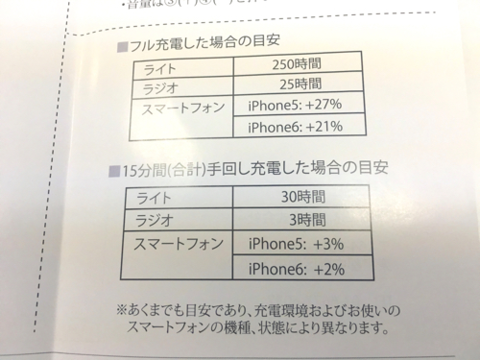 ・音量は
■フル充電した場合の目安
ライト 250時間
ラジオ 25時間
スマートフォン iPhone5: +27%
iPhone6: +21%
■15分間(合計)手回し充電した場合の目安
ライト 30時間
ラジオ 3時間
スマートフォン iPhone5: +3%
iPhone6: +2%
※あくまでも目安であり、充電環境およびお使いの
スマートフォンの機種、状態により異なります。